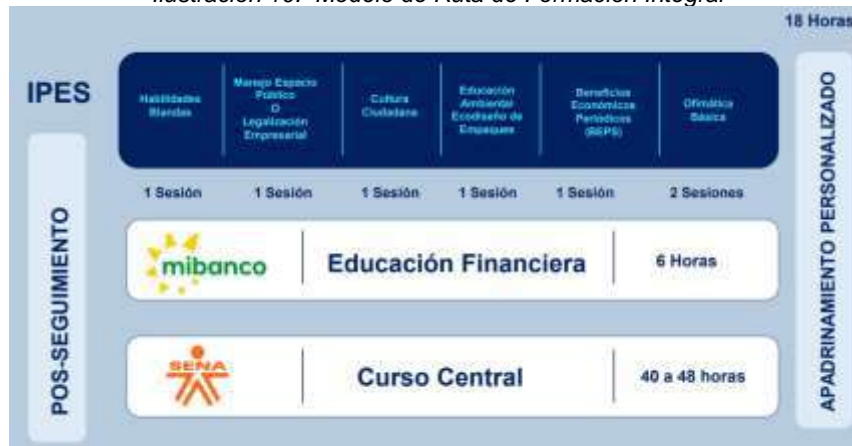 Ilustración 10. Modelo de Ruta de Formación Integral
18 Horas
IPES
Habilidades
Blandas
Manejo Espacio
Público
O
Legalización
Empresarial
Cultura
Ciudadana
Educación
Ambiental
Ecodiseño de
Empaques
Beneficios
Económicos
Periódicos
(BEPS)
Ofimática
Básica
1 Sesión
1 Sesión
1 Sesión
1 Sesión
1 Sesión
2 Sesiones
POS-SEGUIMIENTO
mibanco
Educación Financiera
6 Horas
SENA
Curso Central
40 a 48 horas
APADRINAMIENTO PERSONALIZADO